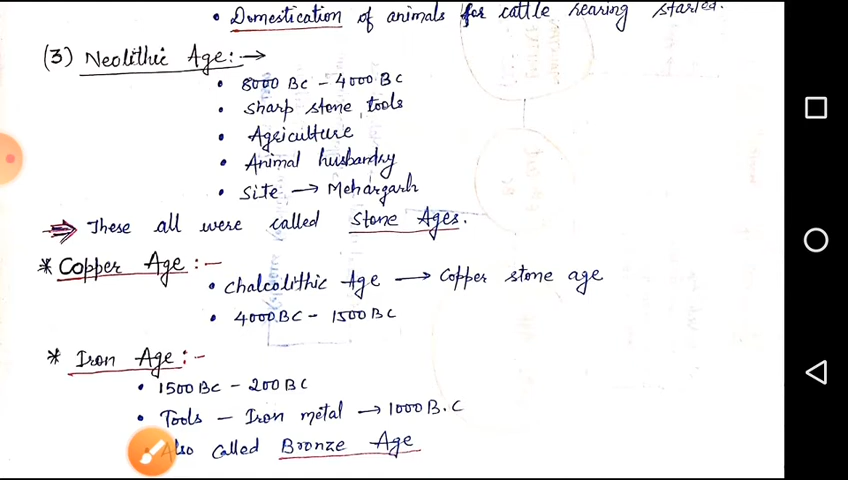 • Domestication of animals for cattle hearing started.
(3) Neolithic Age:→
• 8000 BC - 4000 BC
• Sharp stone tools
• Agriculture
• Animal husbandry
• Site → Mehargarh
⇒ These all were called Stone Ages.
* Copper Age :-
• Chalcolithic Age → Copper stone age
• 4000 BC - 1500 BC
* Iron Age:-
• 1500 BC - 200 BC
• Tools - Iron metal → 1000 B.C
Also called Bronze Age